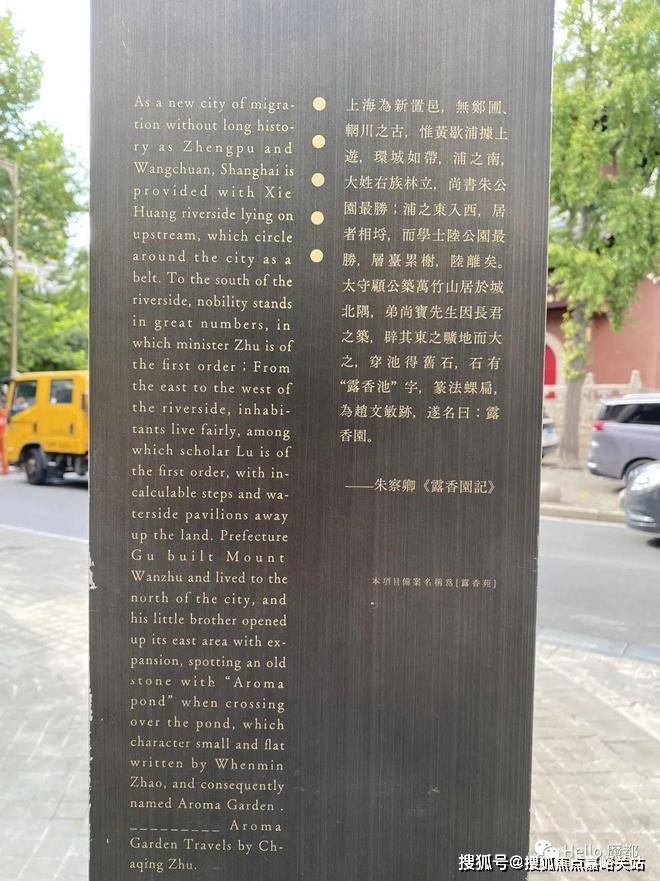 As a new city of migra-
tion without long histo-
ry as Zhengpu and
Wangchuan, Shanghai is
provided with Xie
Huang riverside lying on
upstream, which circle
around the city as a
belt. To the south of the
riverside, nobility stands
in great numbers, in
which minister Zhu is of
the first order ; From
the east to the west of
the riverside, inhabi-
tants live fairly, among
which scholar Lu is of
the first order, with in-
calculable steps and wa-
terside pavilions away
up the land. Prefecture
Gu built Mount
Wanzhu and lived to the
north of the city, and
his little brother opened
up its east area with ex-
pansion, spotting an old
stone with “Aroma
pond” when crossing
over the pond, which
character small and flat
written by Whenmin
Zhao, and consequently
named Aroma Garden .
_________ Aroma
Garden Travels by Ch-
aqing Zhu.
上海為新置邑，無鄭圃、
輞川之古，惟黃歇浦據上
遊，環城如帶，浦之南，
大姓右族林立，尚書朱公
園最勝；浦之東入西，居
者相埒，而學士陸公園最
勝，層臺累榭，陸離矣。
太守顧公築萬竹山居於城
北隅，弟尚寶先生因長君
之築，辟其東之曠地而大
之，穿池得舊石，石有
“露香池”字，篆法螺扁，
為趙文敏跡，遂名曰：露
香園。
——朱察卿《露香園記》
本項目備案名稱為[露香苑]
Hello 魔都
搜狐号@搜狐焦点嘉峪关站